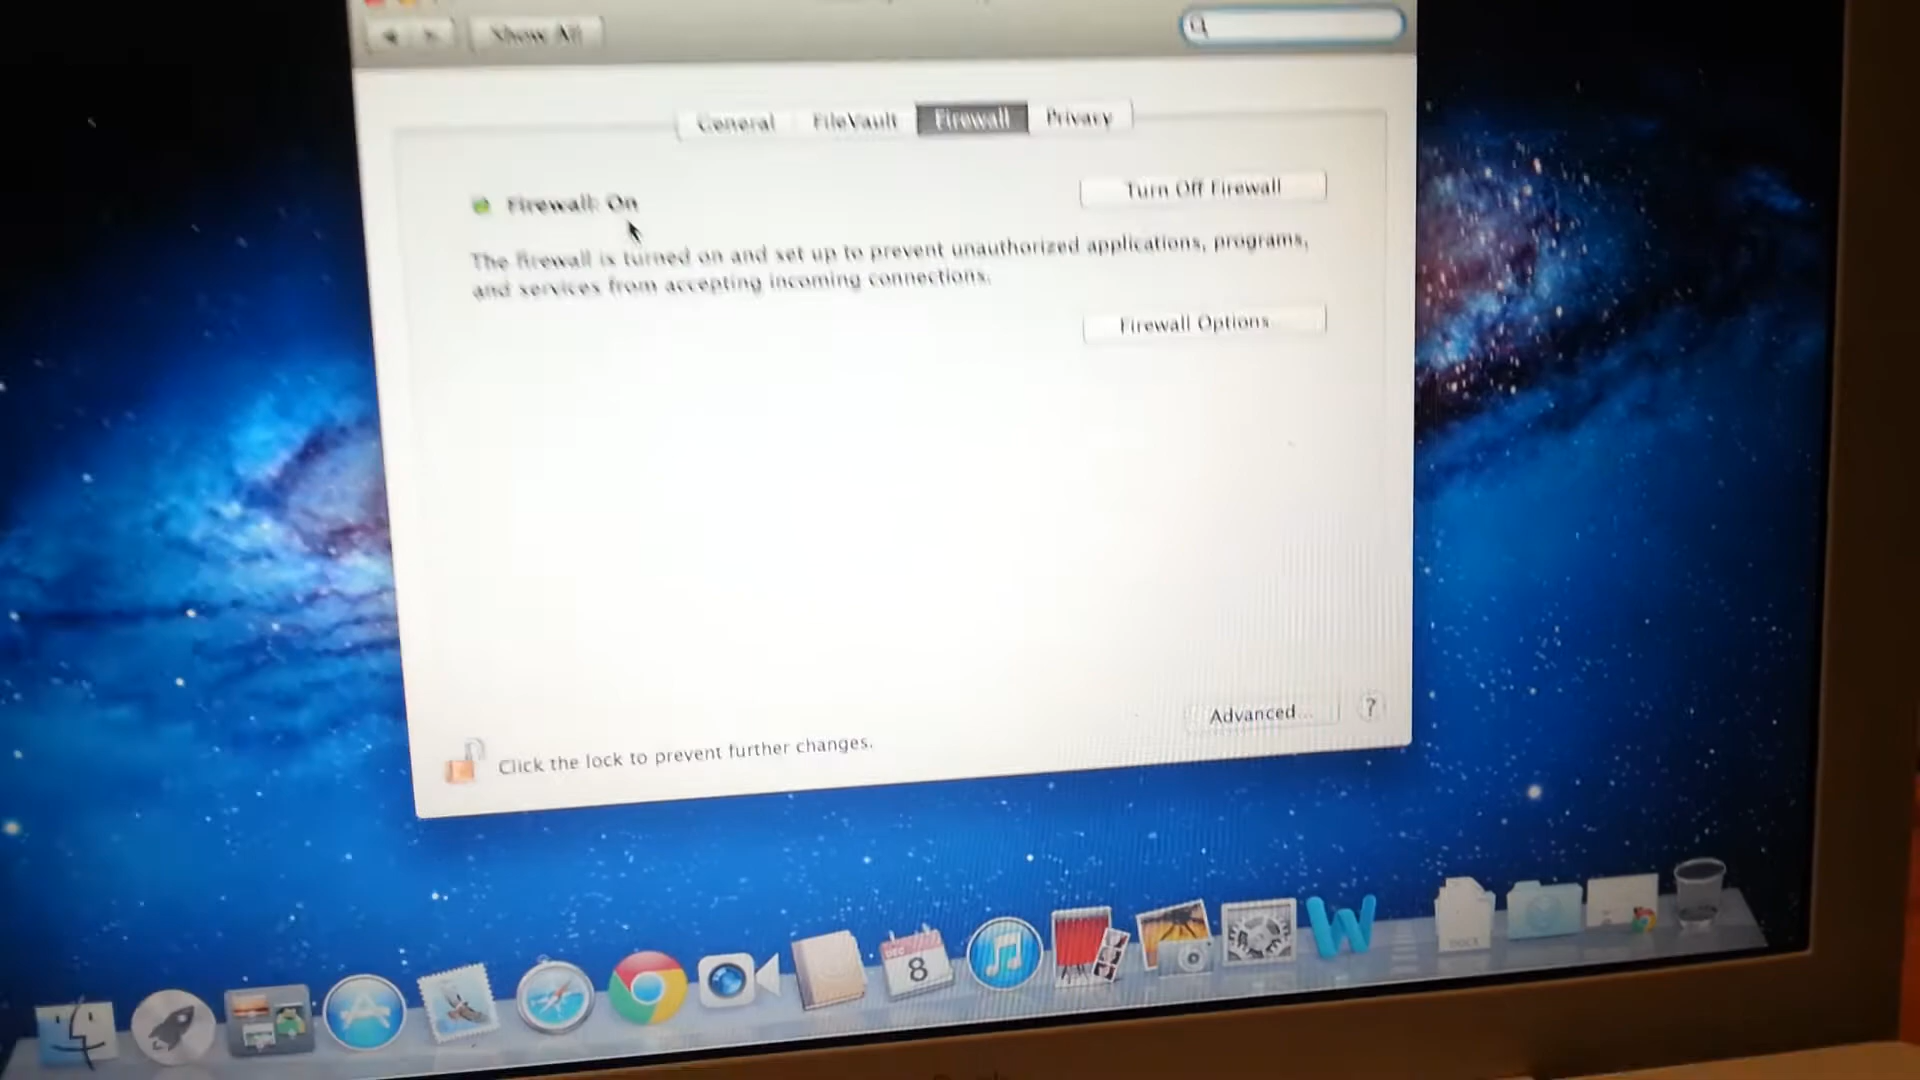 Show All
General FileVault Firewall Privacy
Firewall: On
Turn Off Firewall
The firewall is turned on and set up to prevent unauthorized applications, programs,
and services from accepting incoming connections.
Firewall Options
Advanced... ?
Click the lock to prevent further changes.
DEC
8
W